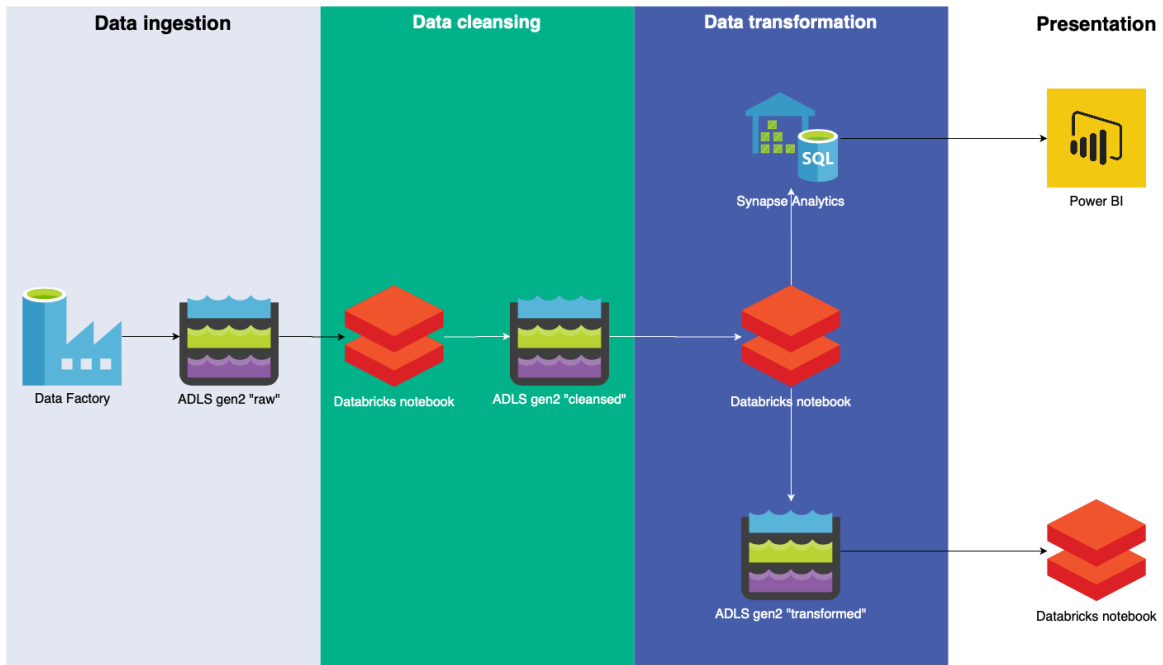 Data ingestion
Data cleansing
Data transformation
Presentation
SQL
Synapse Analytics
Power BI
Data Factory
ADLS gen2 "raw"
Databricks notebook
ADLS gen2 "cleansed"
Databricks notebook
ADLS gen2 "transformed"
Databricks notebook